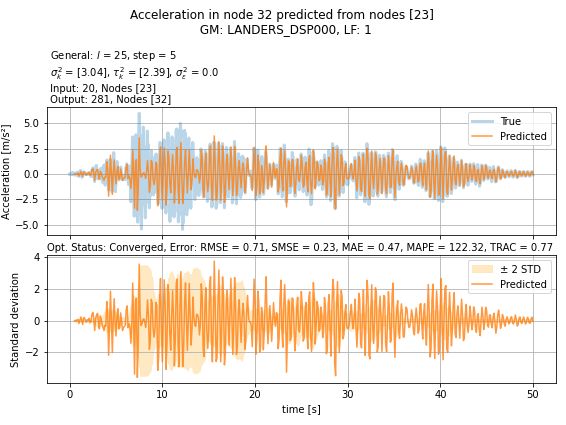 Acceleration in node 32 predicted from nodes [23]
GM: LANDERS_DSP000, LF: 1
General: l = 25, step = 5
σ²ₖ = [3.04], τ²ₖ = [2.39], σ²ε = 0.0
Input: 20, Nodes [23]
Output: 281, Nodes [32]
Acceleration [m/s²]
5.0
2.5
0.0
−2.5
−5.0
True
Predicted
Opt. Status: Converged, Error: RMSE = 0.71, SMSE = 0.23, MAE = 0.47, MAPE = 122.32, TRAC = 0.77
Standard deviation
4
2
0
−2
± 2 STD
Predicted
0 10 20 30 40 50
time [s]